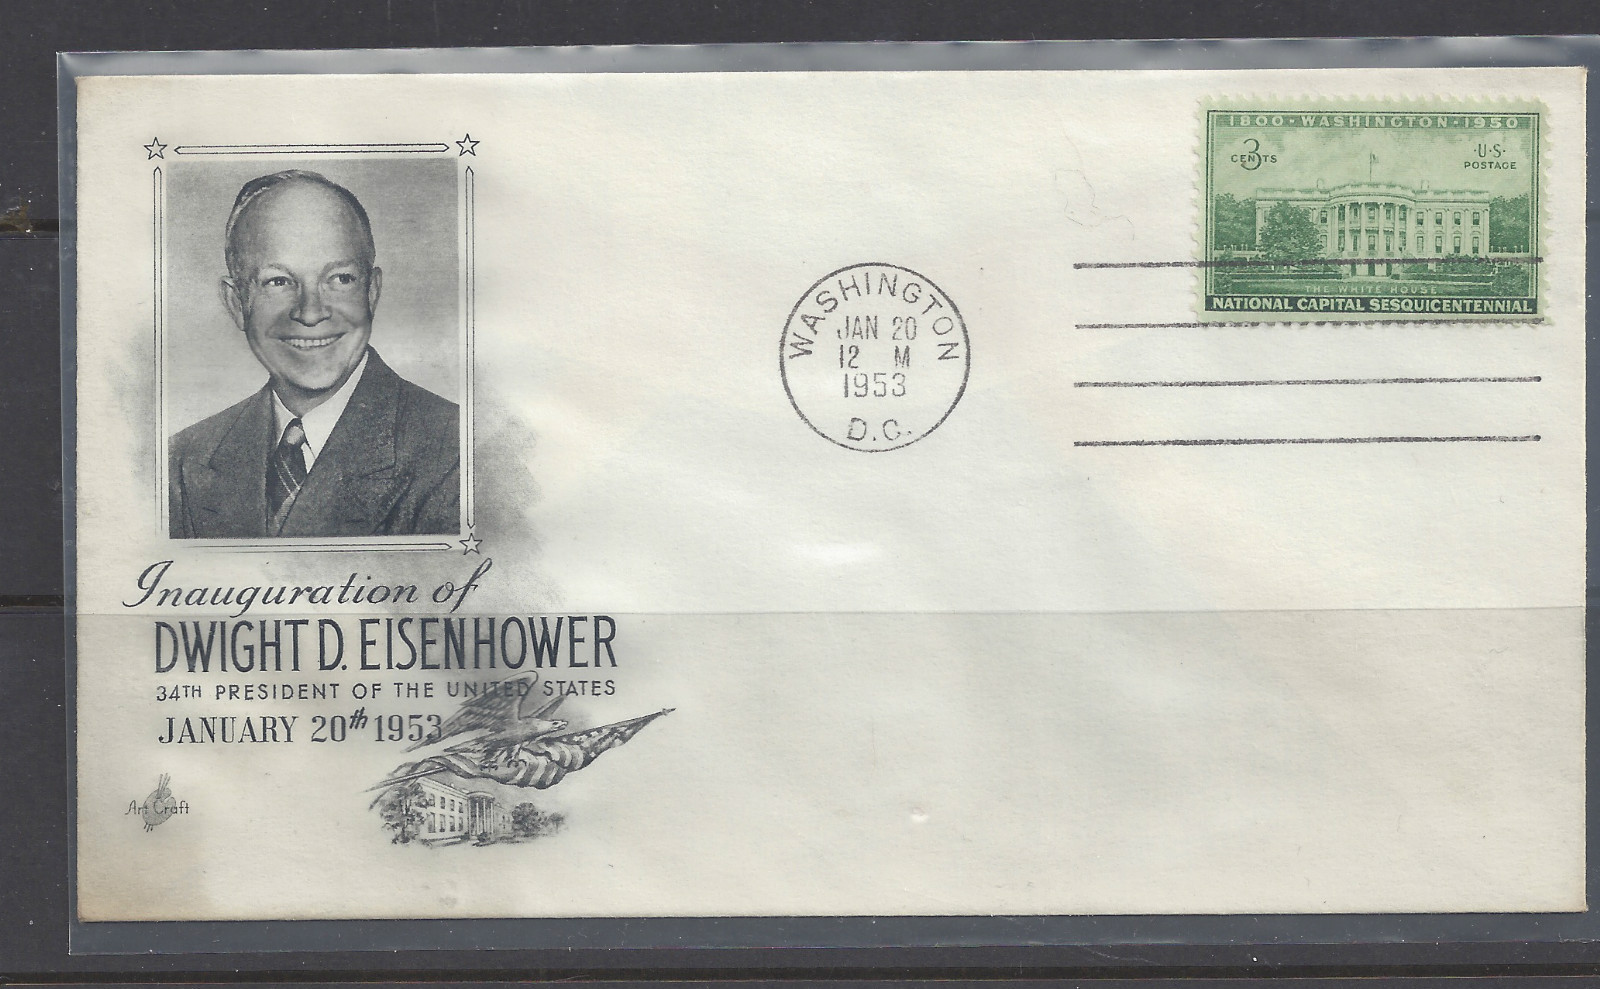 1800 · WASHINGTON · 1950
3 CENTS
·U·S·
POSTAGE
THE WHITE HOUSE
NATIONAL CAPITAL SESQUICENTENNIAL
WASHINGTON
JAN 20
12 M
1953
D.C.
Inauguration of
DWIGHT D. EISENHOWER
34TH PRESIDENT OF THE UNITED STATES
JANUARY 20th 1953
Art Craft